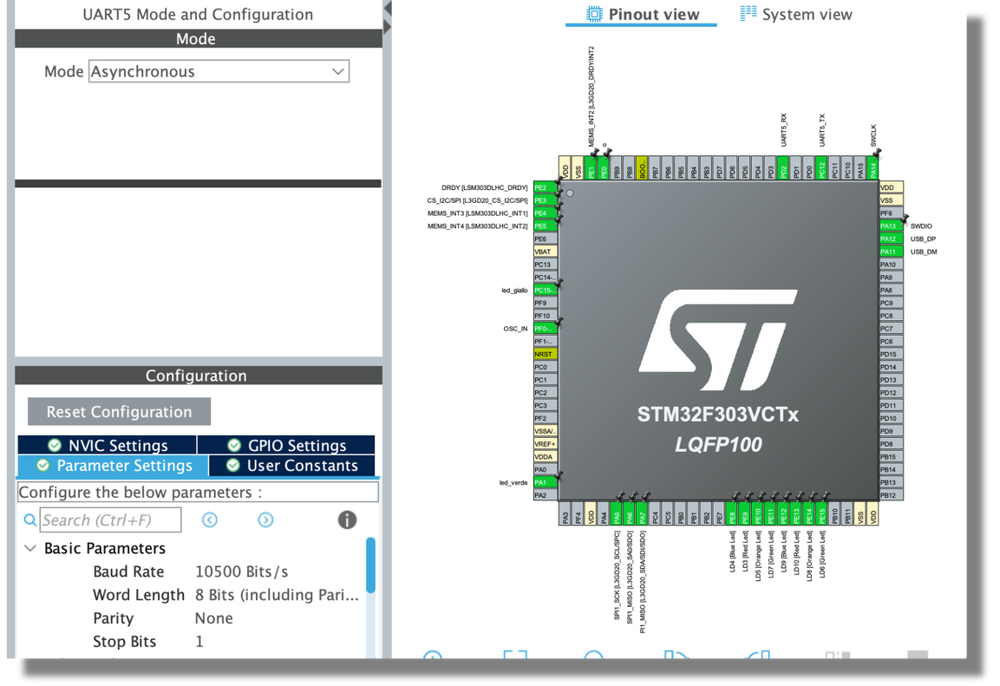 UART5 Mode and Configuration
Mode
Mode Asynchronous
Configuration
Reset Configuration
NVIC Settings
GPIO Settings
Parameter Settings
User Constants
Configure the below parameters :
Search (Ctrl+F)
Basic Parameters
Baud Rate 10500 Bits/s
Word Length 8 Bits (including Pari...
Parity None
Stop Bits 1
Pinout view
System view
MEMS_INT2 [L3GD20_DRDY/INT2
o
UART5_RX
UART5_TX
SWCLK
VDD
VSS
PE1
PE0
PB9
PB8
BOO..
PB7
PB6
PB5
PB4
PB3
PD7
PD6
PD5
PD4
PD3
PD2
PD1
PD0
PC12
PC11
PC10
PA15
PA14
DRDY [LSM303DLHC_DRDY] PE2
CS_I2C/SPI [L3GD20_CS_I2C/SPI] PE3
MEMS_INT3 [LSM303DLHC_INT1] PE4
MEMS_INT4 [LSM303DLHC_INT2] PE5
PE6
VBAT
PC13
PC14-..
led_giallo PC15-..
PF9
PF10
OSC_IN PF0-..
PF1-..
NRST
PC0
PC1
PC2
PC3
PF2
VSSA/..
VREF+
VDDA
PA0
led_verde PA1
PA2
STM32F303VCTx
LQFP100
VDD
VSS
PF6
PA13 SWDIO
PA12 USB_DP
PA11 USB_DM
PA10
PA9
PA8
PC9
PC8
PC7
PC6
PD15
PD14
PD13
PD12
PD11
PD10
PD9
PD8
PB15
PB14
PB13
PB12
PA3
PF4
VDD
PA4
PA5
PA6
PA7
PC4
PC5
PB0
PB1
PB2
PE7
PE8
PE9
PE10
PE11
PE12
PE13
PE14
PE15
PB10
PB11
VSS
VDD
SPI1_SCK [L3GD20_SCL/SPC]
SPI1_MISO [L3GD20_SA0/SDO]
PI1_MISO [L3GD20_SDA/SDI/SDO]
LD4 [Blue Led]
LD3 [Red Led]
LD5 [Orange Led]
LD7 [Green Led]
LD9 [Blue Led]
LD10 [Red Led]
LD8 [Orange Led]
LD6 [Green Led]